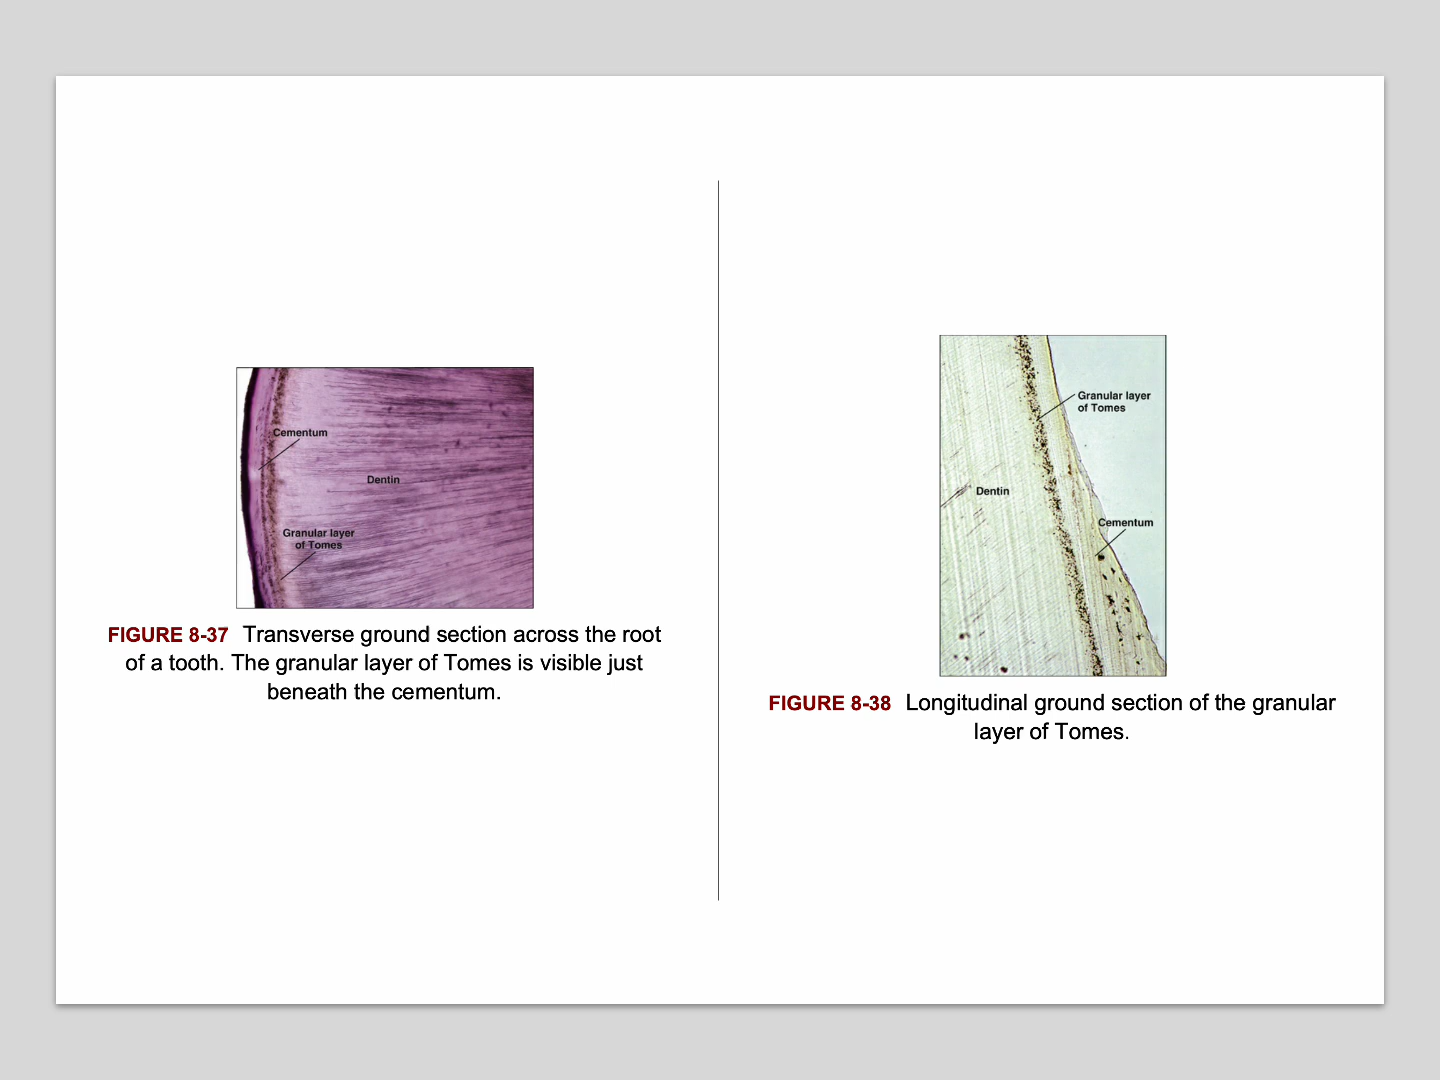 Cementum
Dentin
Granular layer
of Tomes
FIGURE 8-37 Transverse ground section across the root
of a tooth. The granular layer of Tomes is visible just
beneath the cementum.
Granular layer
of Tomes
Dentin
Cementum
FIGURE 8-38 Longitudinal ground section of the granular
layer of Tomes.